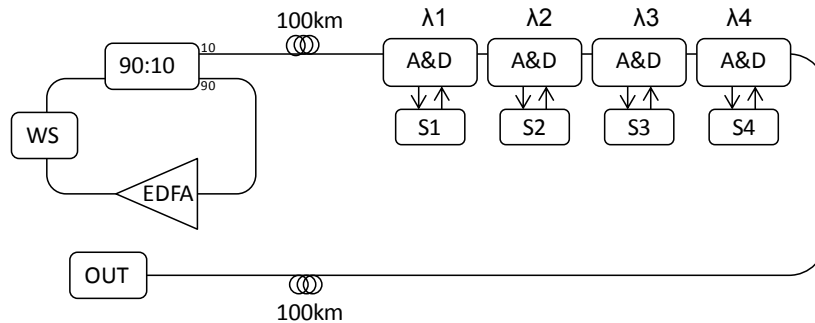 100km
λ1 λ2 λ3 λ4
10
90:10
A&D A&D A&D A&D
90
WS
S1 S2 S3 S4
EDFA
OUT
100km